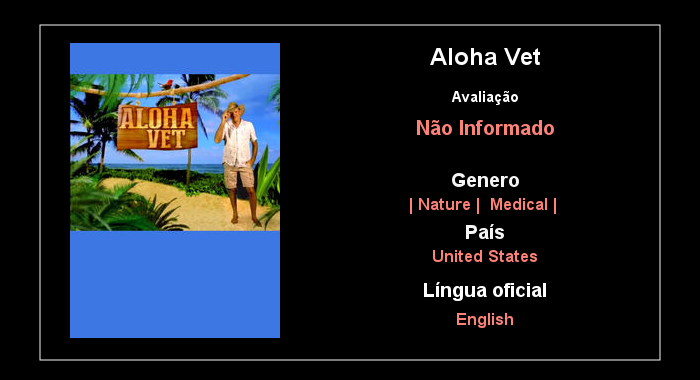 ALOHA
VET
Aloha Vet
Avaliação
Não Informado
Genero
| Nature | Medical |
País
United States
Língua oficial
English